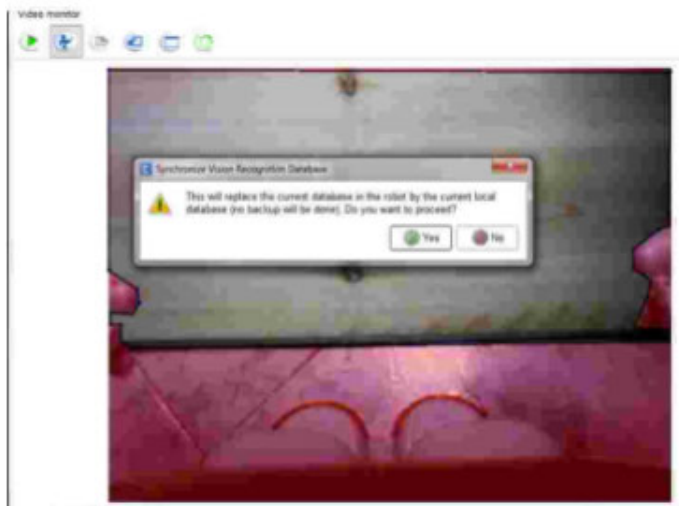 Video monitor
Synchronize Vision Recognition Database
This will replace the current database in the robot by the current local
database (no backup will be done). Do you want to proceed?
Yes
No